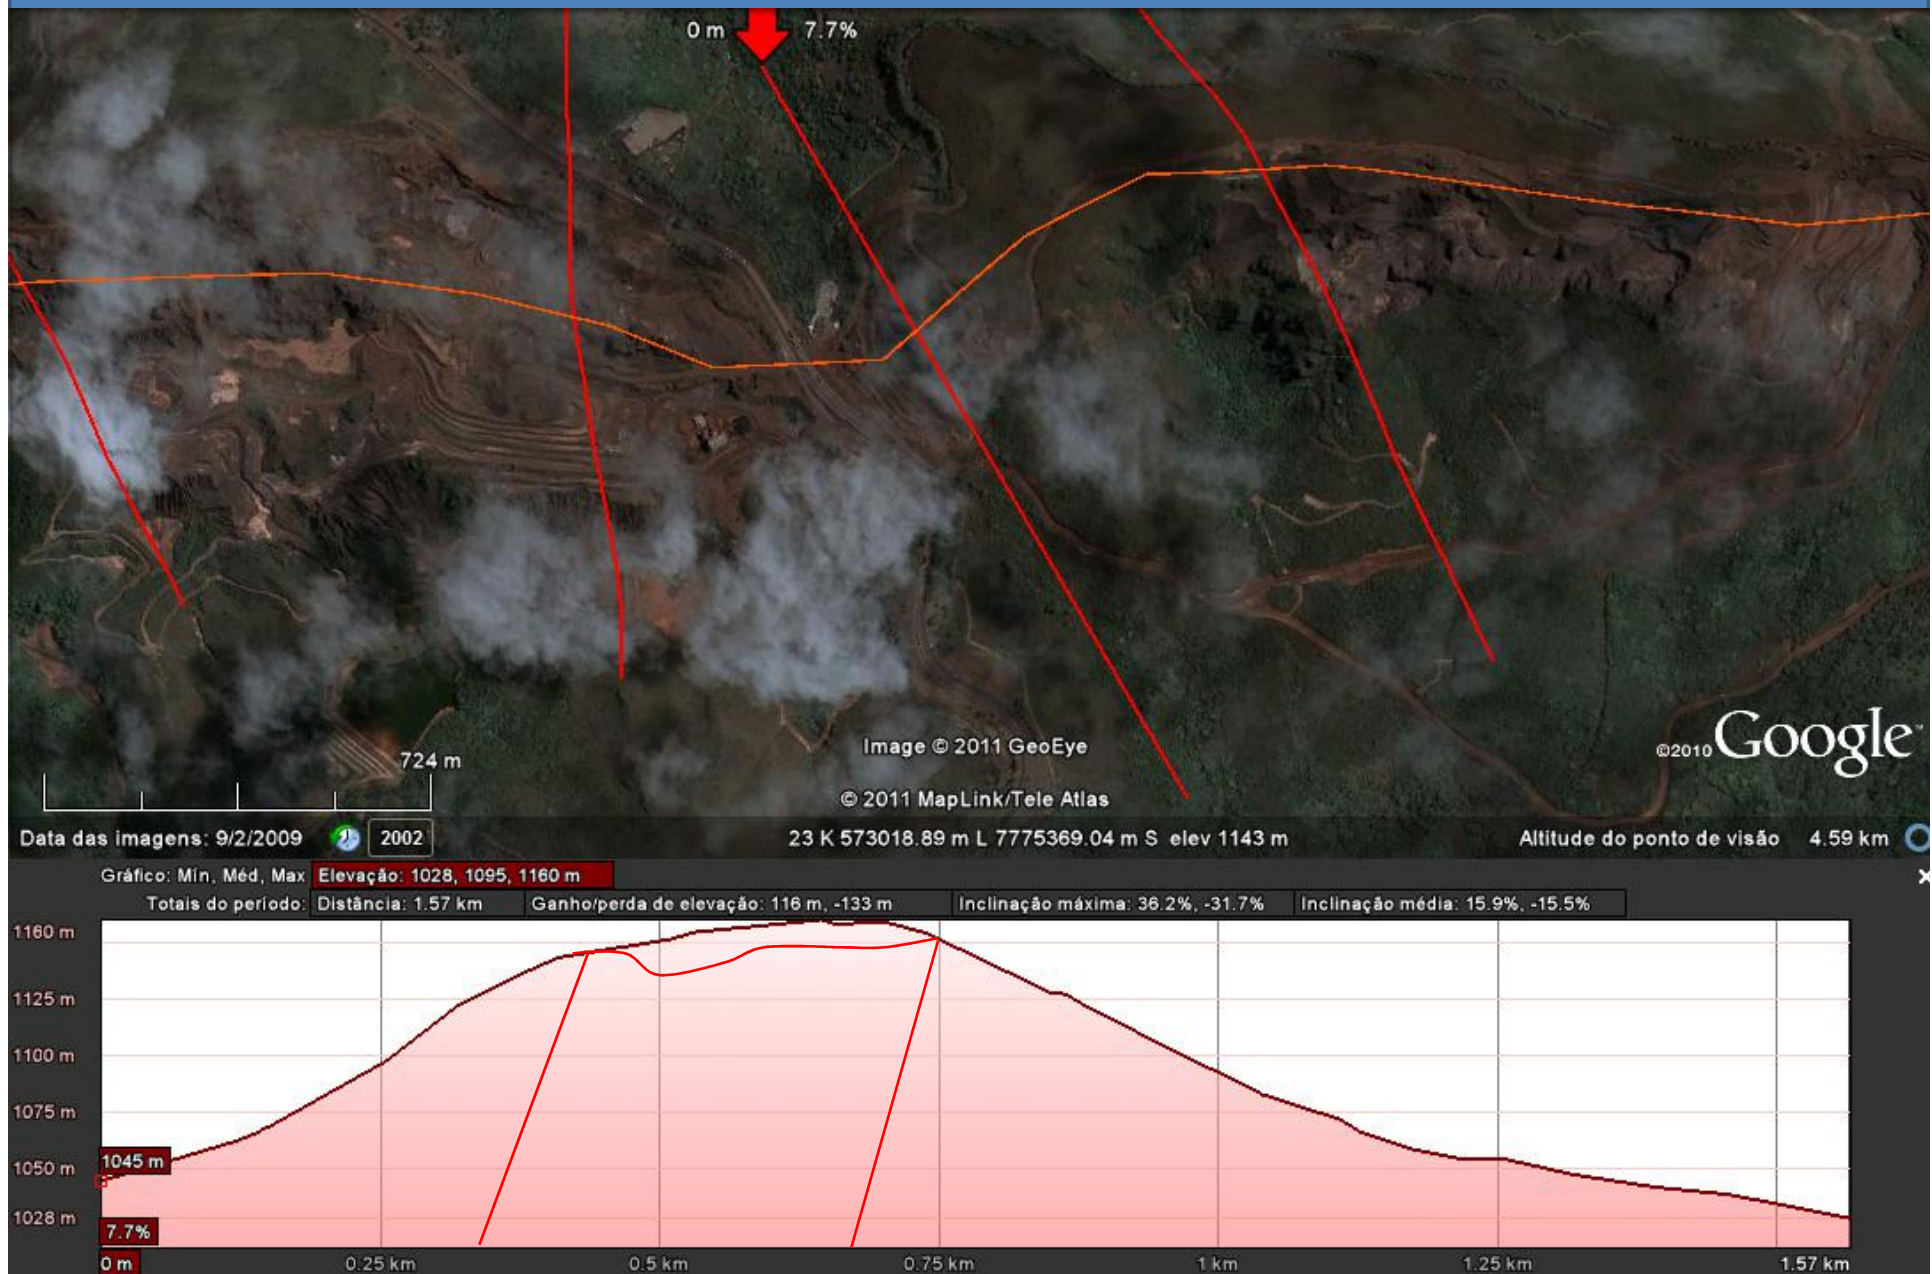 0 m 7.7%
724 m
Image © 2011 GeoEye
©2010 Google™
© 2011 MapLink/Tele Atlas
Data das imagens: 9/2/2009 2002 23 K 573018.89 m L 7775369.04 m S elev 1143 m Altitude do ponto de visão 4.59 km
Gráfico: Mín, Méd, Max Elevação: 1028, 1095, 1160 m
Totais do período: Distância: 1.57 km Ganho/perda de elevação: 116 m, -133 m Inclinação máxima: 36.2%, -31.7% Inclinação média: 15.9%, -15.5%
1160 m
1125 m
1100 m
1075 m
1050 m 1045 m
1028 m
7.7%
0 m 0.25 km 0.5 km 0.75 km 1 km 1.25 km 1.57 km